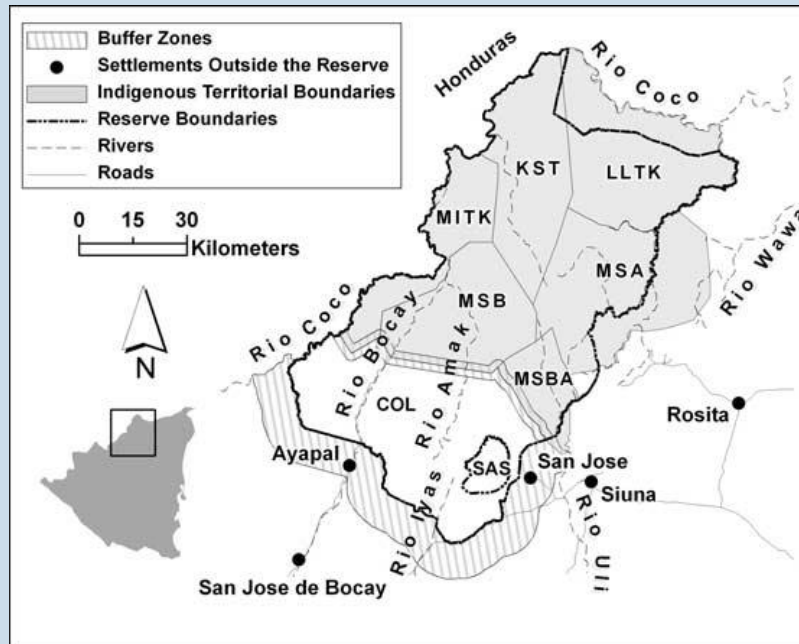 Buffer Zones
Settlements Outside the Reserve
Indigenous Territorial Boundaries
Reserve Boundaries
Rivers
Roads
0 15 30
Kilometers
N
Honduras
Rio Coco
KST
LLTK
MITK
MSA
Rio Wawa
MSB
Rio Coco
Rio Bocay
Rio Amak
MSBA
COL
Rosita
Ayapal
SAS
San Jose
Siuna
Rio Iyas
Rio Uli
San Jose de Bocay